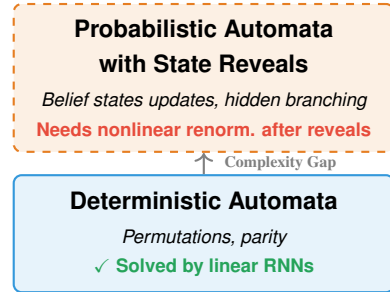 Probabilistic Automata
with State Reveals
Belief states updates, hidden branching
Needs nonlinear renorm. after reveals
Complexity Gap
Deterministic Automata
Permutations, parity
✓ Solved by linear RNNs